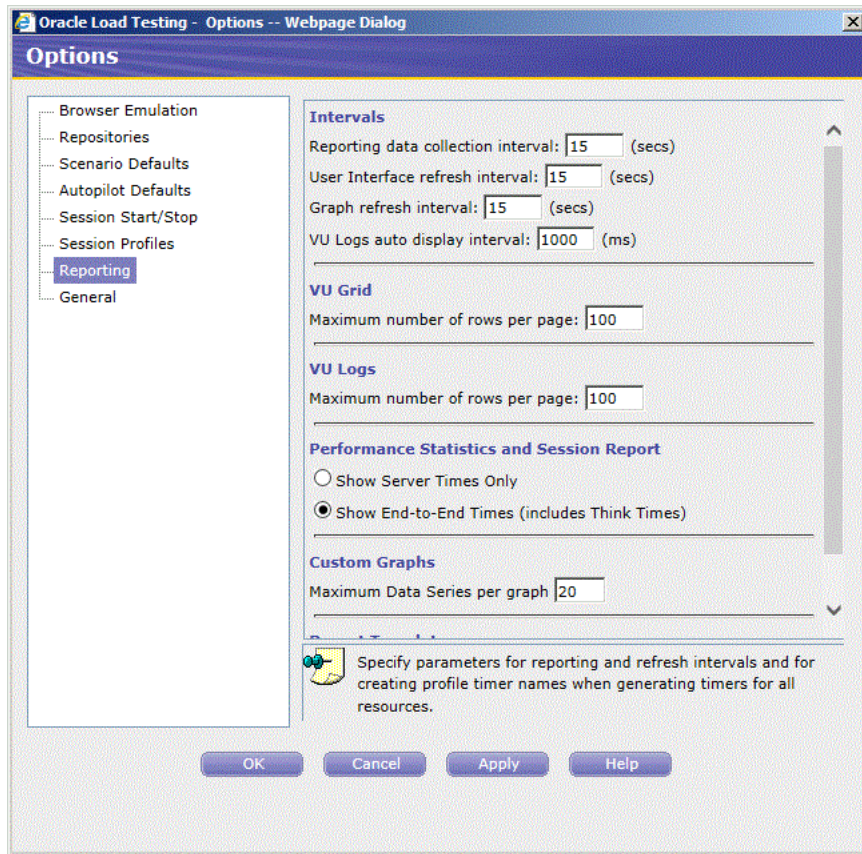 Oracle Load Testing - Options -- Webpage Dialog
Options
Browser Emulation
Repositories
Scenario Defaults
Autopilot Defaults
Session Start/Stop
Session Profiles
Reporting
General
Intervals
Reporting data collection interval: 15 (secs)
User Interface refresh interval: 15 (secs)
Graph refresh interval: 15 (secs)
VU Logs auto display interval: 1000 (ms)
VU Grid
Maximum number of rows per page: 100
VU Logs
Maximum number of rows per page: 100
Performance Statistics and Session Report
Show Server Times Only
Show End-to-End Times (includes Think Times)
Custom Graphs
Maximum Data Series per graph 20
Specify parameters for reporting and refresh intervals and for
creating profile timer names when generating timers for all
resources.
OK Cancel Apply Help